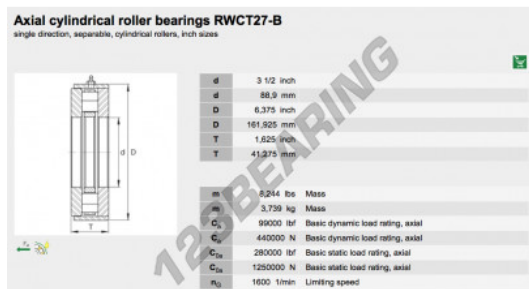 Axial cylindrical roller bearings RWCT27-B
single direction, separable, cylindrical rollers, inch sizes
d 3 1/2 inch
d 88,9 mm
D 6,375 inch
D 161,925 mm
T 1,625 inch
T 41,275 mm
d D
T
m 8,244 lbs Mass
m 3,739 kg Mass
Ca 99000 lbf Basic dynamic load rating, axial
Ca 440000 N Basic dynamic load rating, axial
C0a 280000 lbf Basic static load rating, axial
C0a 1250000 N Basic static load rating, axial
nG 1600 1/min Limiting speed
Fa
123BEARING